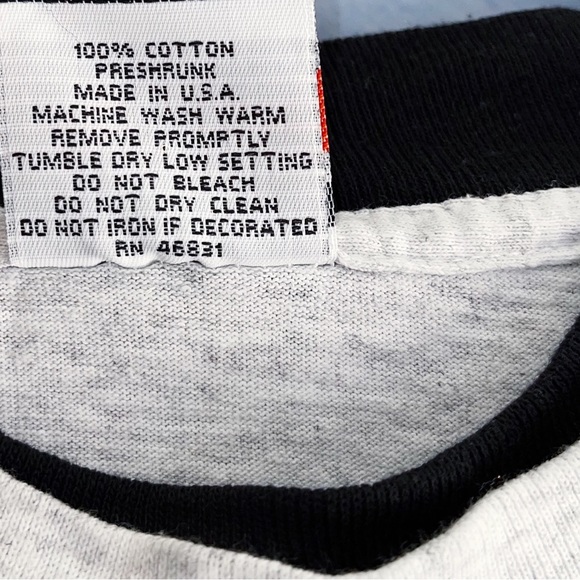 100% COTTON
PRESHRUNK
MADE IN U.S.A.
MACHINE WASH WARM
REMOVE PROMPTLY
TUMBLE DRY LOW SETTING
DO NOT BLEACH
DO NOT DRY CLEAN
DO NOT IRON IF DECORATED
RN 46831